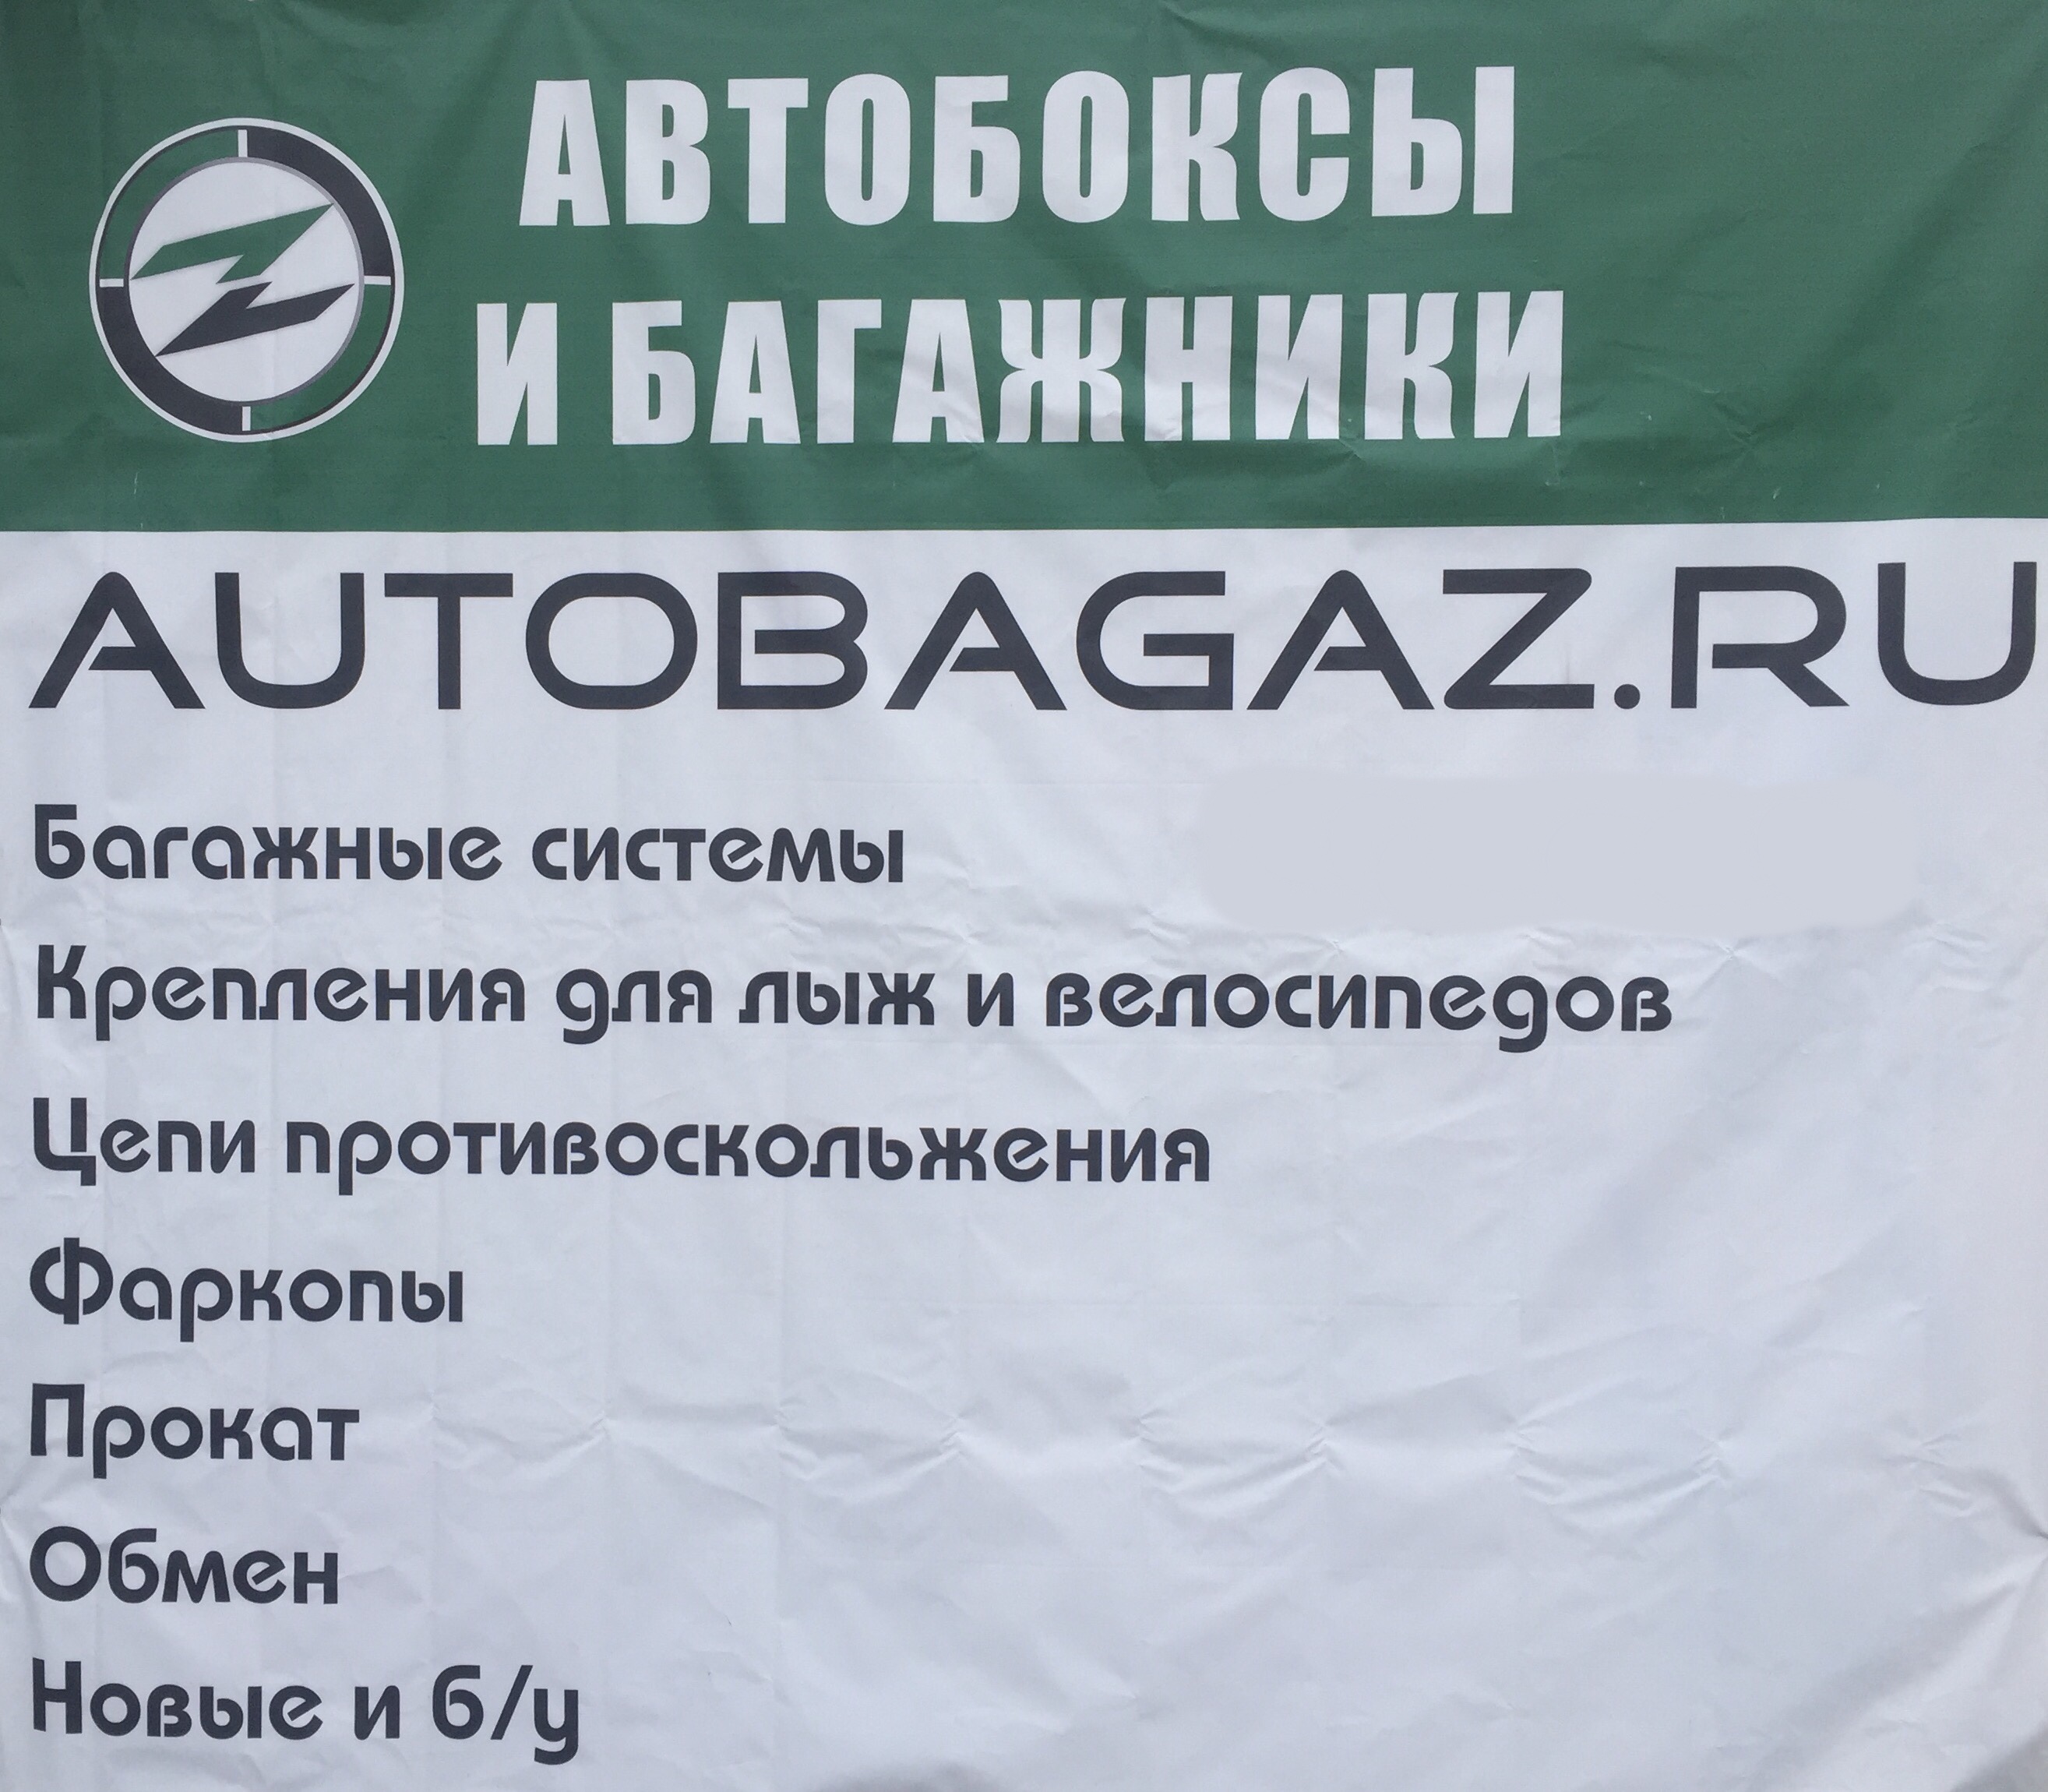 АВТОБОКСЫ
И БАГАЖНИКИ
AUTOBAGAZ.RU
Багажные системы
Крепления для лыж и велосипедов
Цепи противоскольжения
Фаркопы
Прокат
Обмен
Новые и б/у